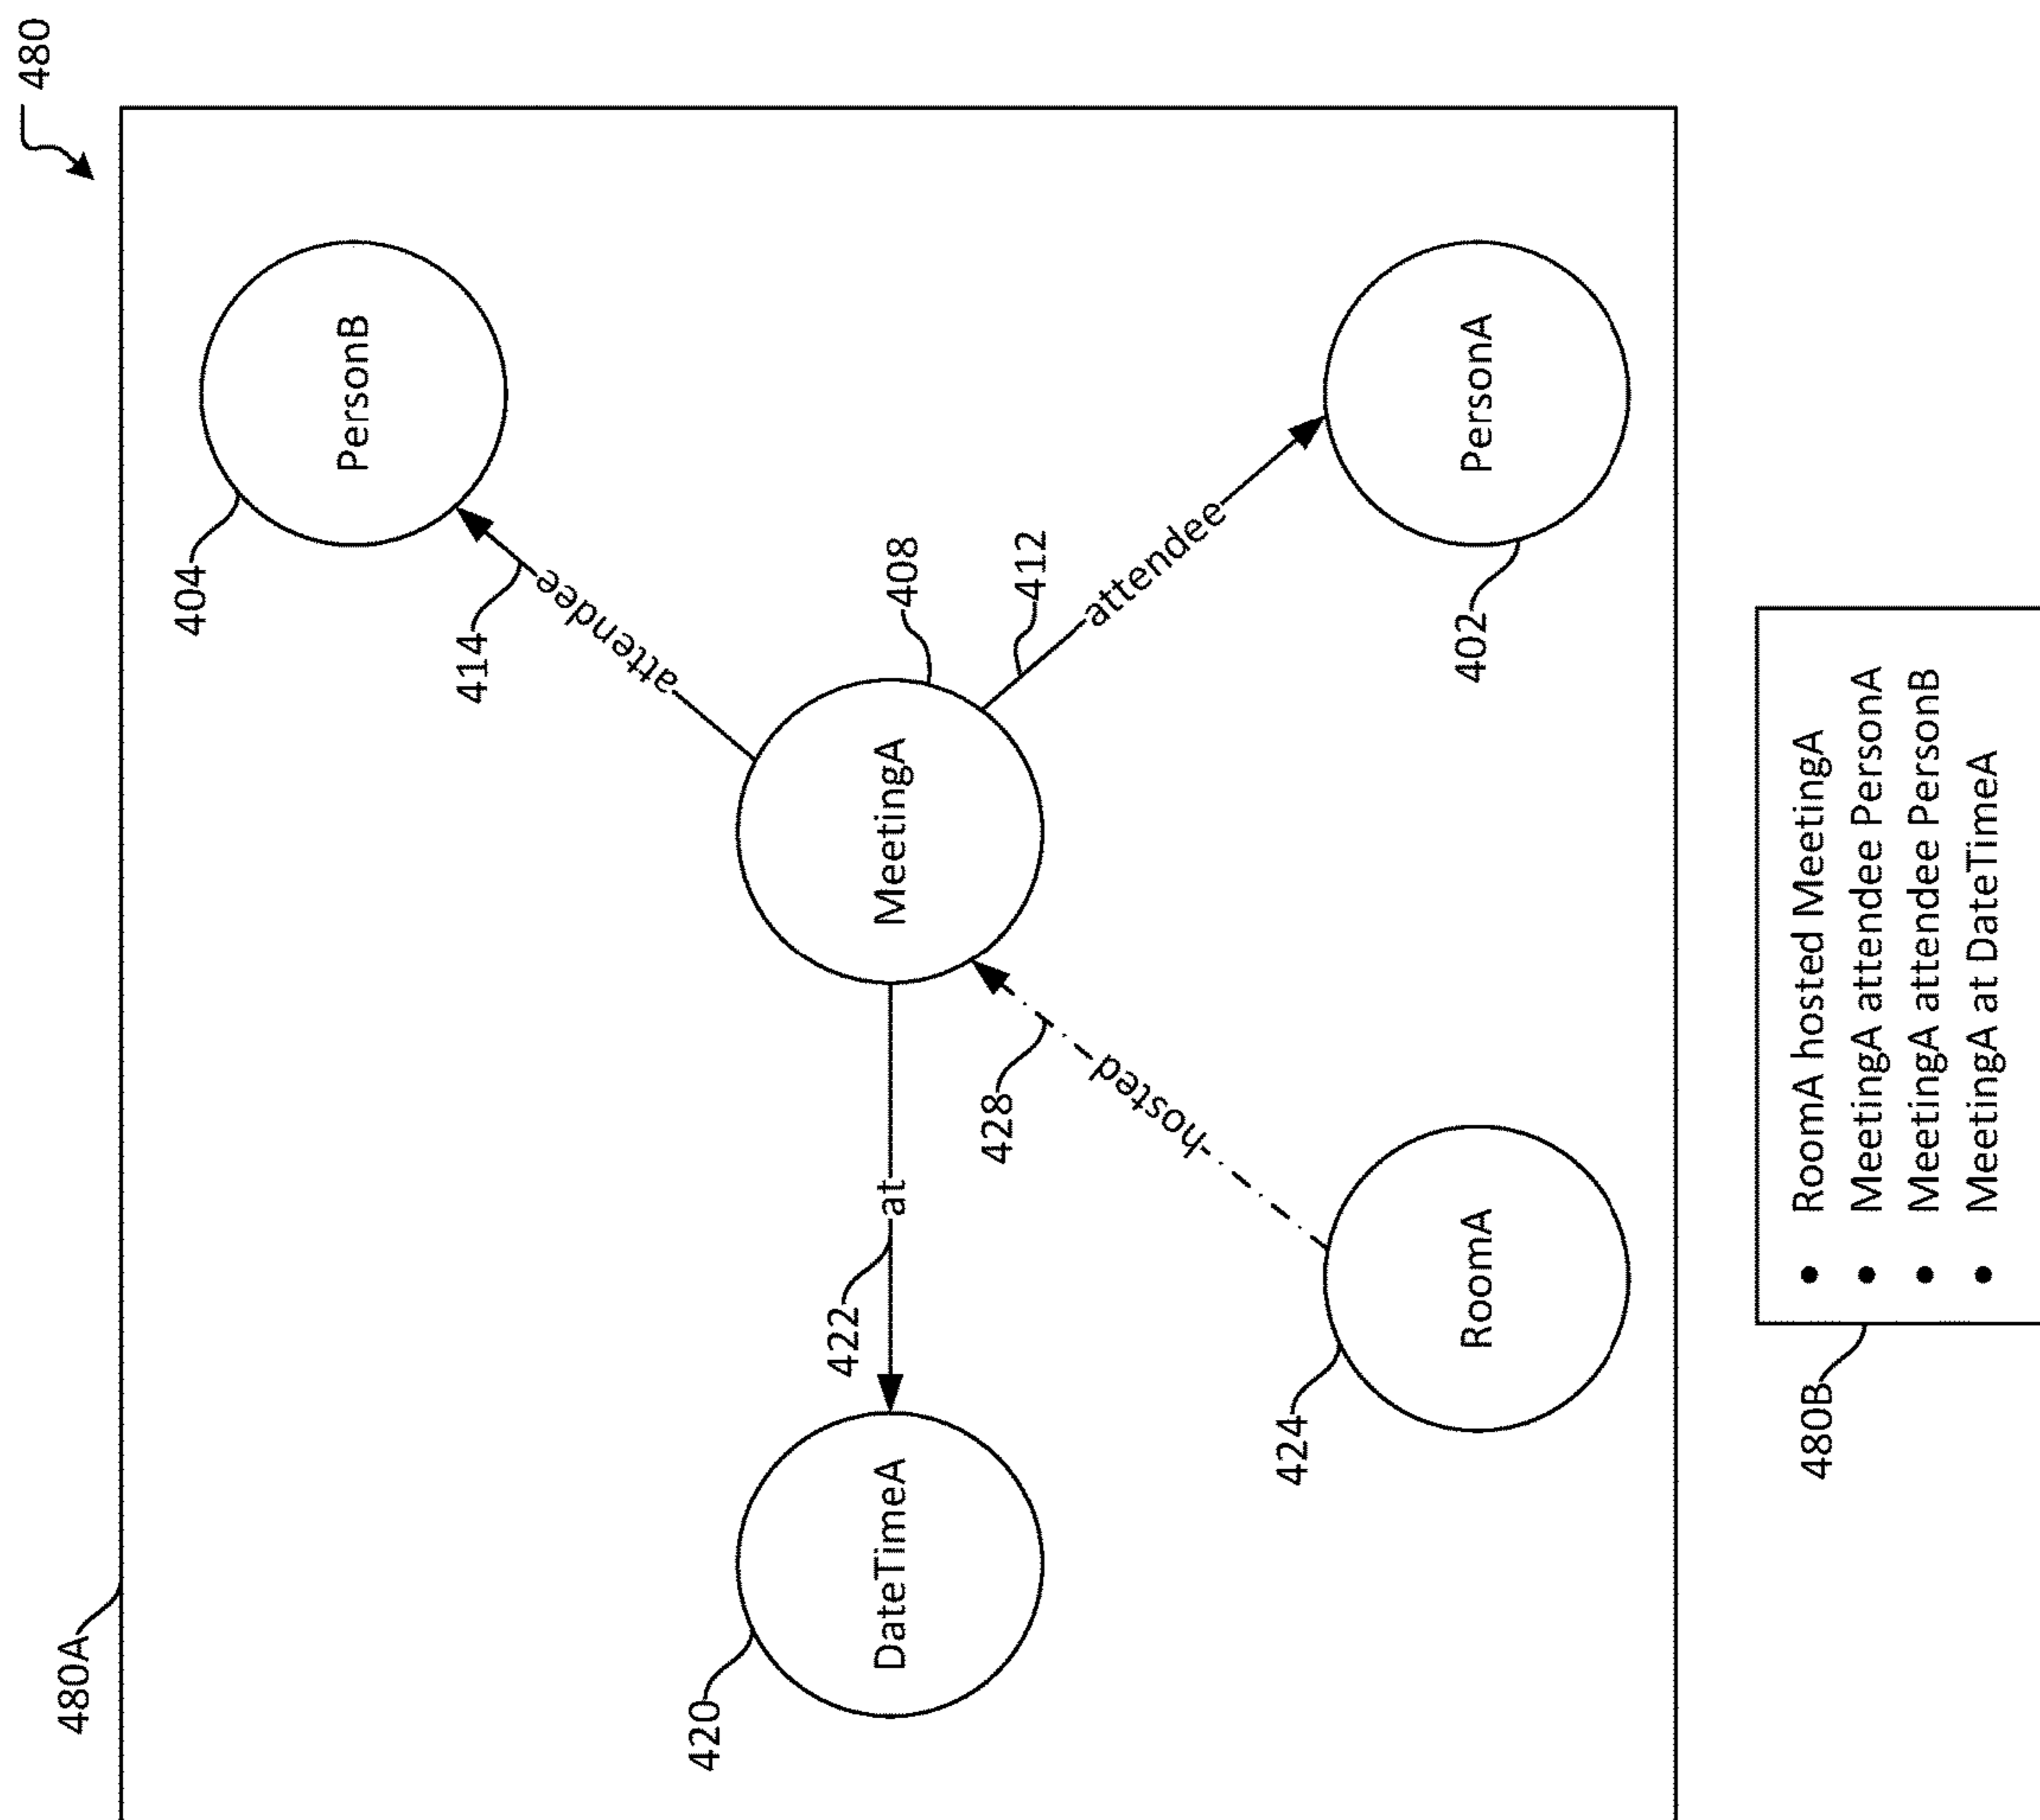 480
480A
404
PersonB
414
attendee
408
MeetingA
412
attendee
402
PersonA
422
at
420
DateTimeA
428
hosted
424
RoomA
480B
• RoomA hosted MeetingA
• MeetingA attendee PersonA
• MeetingA attendee PersonB
• MeetingA at DateTimeA